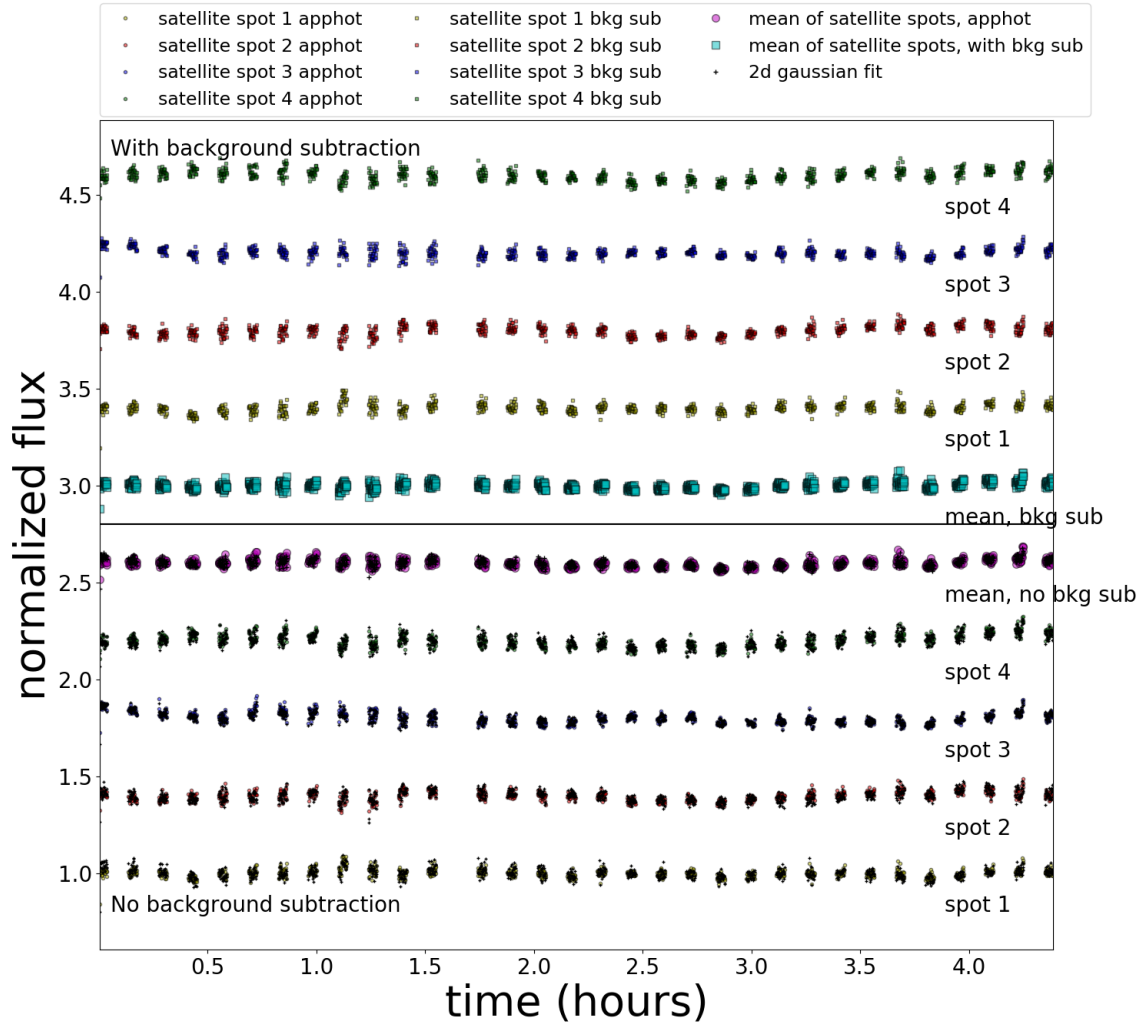 satellite spot 1 apphot
satellite spot 2 apphot
satellite spot 3 apphot
satellite spot 4 apphot
satellite spot 1 bkg sub
satellite spot 2 bkg sub
satellite spot 3 bkg sub
satellite spot 4 bkg sub
mean of satellite spots, apphot
mean of satellite spots, with bkg sub
2d gaussian fit
With background subtraction
4.5
spot 4
4.0
spot 3
spot 2
3.5
spot 1
3.0
mean, bkg sub
2.5
mean, no bkg sub
spot 4
2.0
spot 3
1.5
spot 2
1.0
No background subtraction
spot 1
normalized flux
0.5
1.0
1.5
2.0
2.5
3.0
3.5
4.0
time (hours)